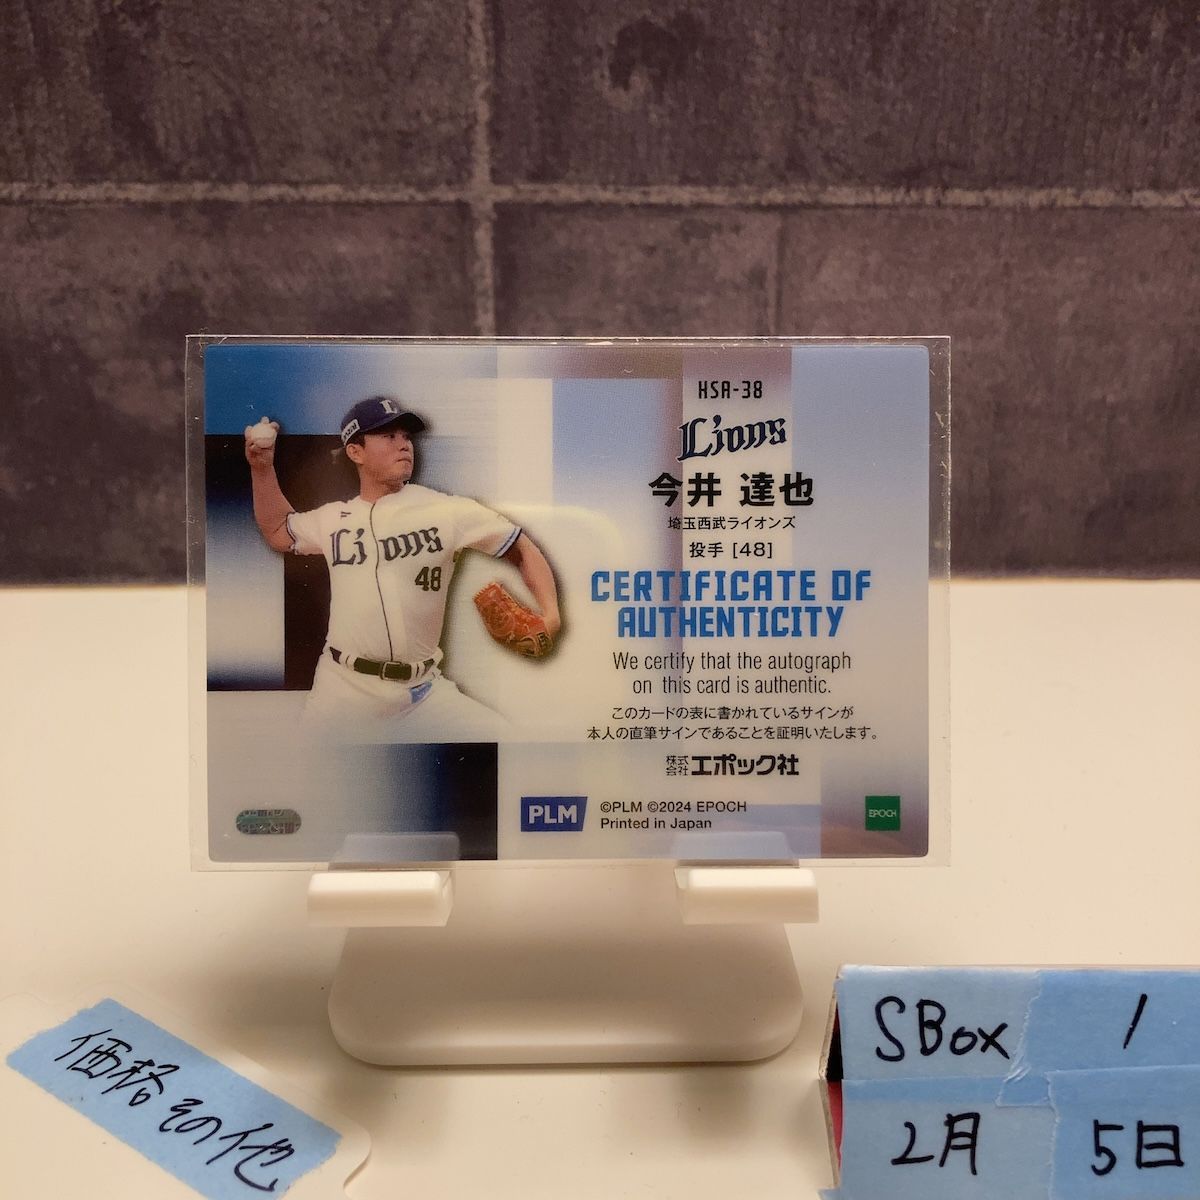 HSA-38
Lions
今井 達也
埼玉西武ライオンズ
投手 [48]
CERTIFICATE OF
AUTHENTICITY
We certify that the autograph
on this card is authentic.
このカードの表に書かれているサインが
本人の直筆サインであることを証明いたします。
株式会社エポック社
PLM
©PLM ©2024 EPOCH
Printed in Japan
EPOCH
L
Lions
48
価格その他
SBox 1
2月 5日